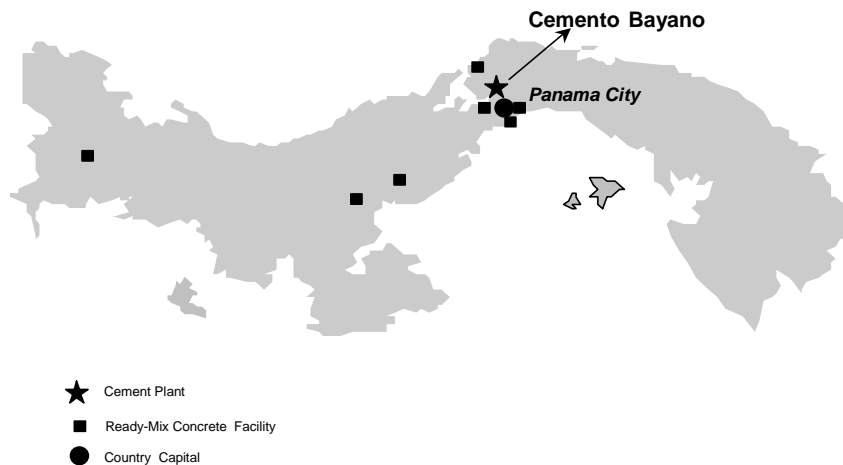 Cemento Bayano
Panama City
Cement Plant
Ready-Mix Concrete Facility
Country Capital